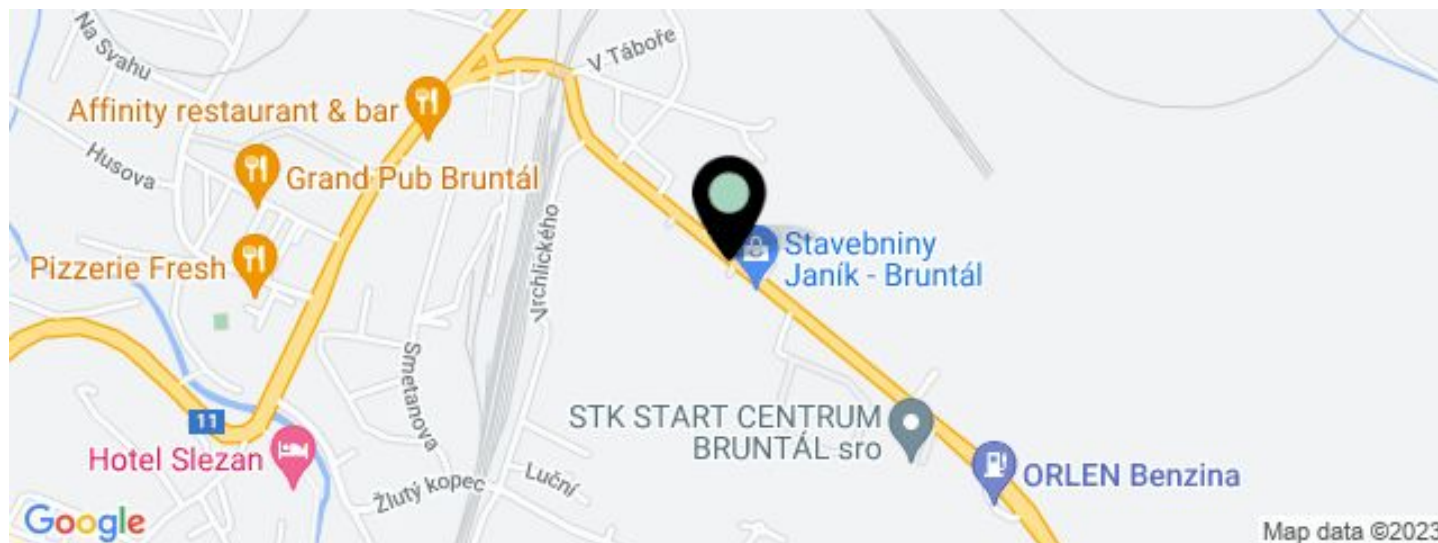 Na Svahu
V Táboře
Affinity restaurant & bar
Husova
Grand Pub Bruntál
Vrchlického
Stavebniny
Janík - Bruntál
Pizzerie Fresh
Smetanova
11
STK START CENTRUM
BRUNTÁL sro
Hotel Slezan
Luční
ORLEN Benzina
Žlutý kopec
Google
Map data ©2023